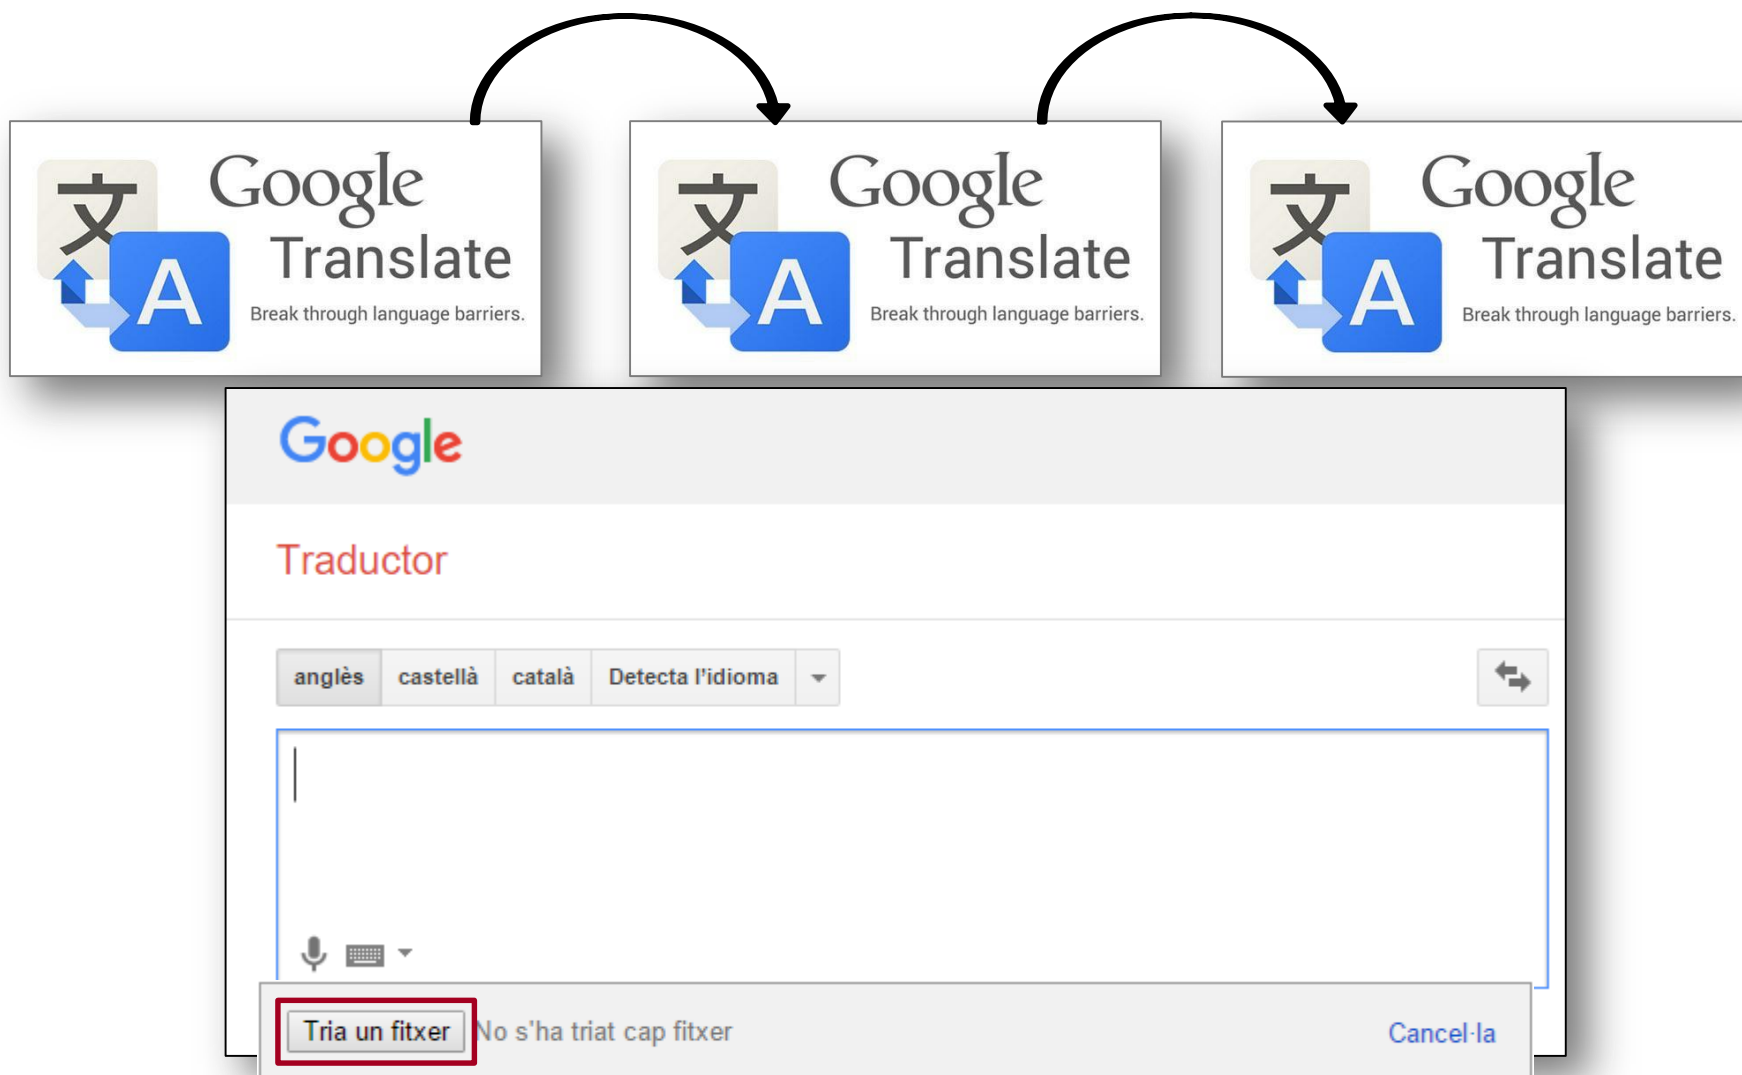 文 A Google Translate
Break through language barriers.
文 A Google Translate
Break through language barriers.
文 A Google Translate
Break through language barriers.
Google
Traductor
anglès castellà català Detecta l'idioma
Tria un fitxer No s'ha triat cap fitxer Cancel·la